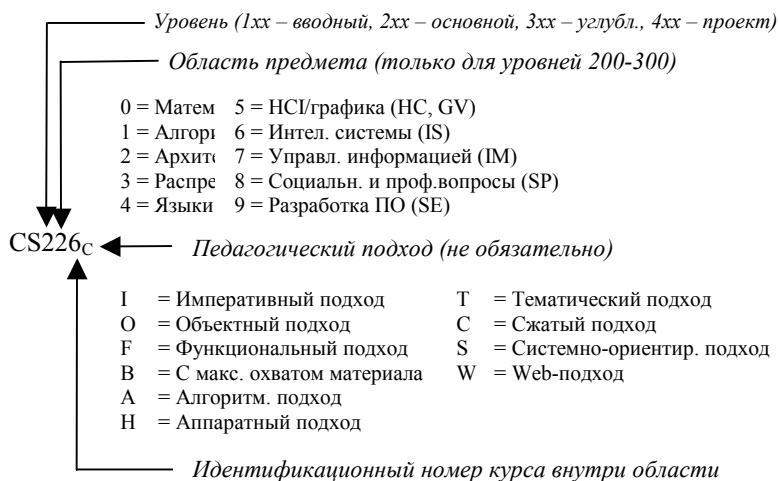 Уровень (1xx – вводный, 2xx – основной, 3xx – углубл., 4xx – проект)
Область предмета (только для уровней 200-300)
0 = Матем 5 = HCI/графика (HC, GV)
1 = Алгори 6 = Интел. системы (IS)
2 = Архите 7 = Управл. информацией (IM)
3 = Распре 8 = Социальн. и проф.вопросы (SP)
4 = Языки 9 = Разработка ПО (SE)
CS226C Педагогический подход (не обязательно)
I = Императивный подход T = Тематический подход
O = Объектный подход C = Сжатый подход
F = Функциональный подход S = Системно-ориентир. подход
B = С макс. охватом материала W = Web-подход
A = Алгоритм. подход
H = Аппаратный подход
Идентификационный номер курса внутри области